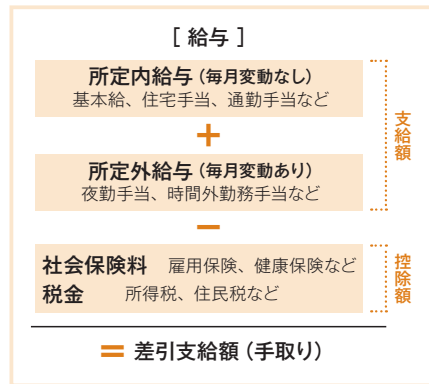 [ 給与 ]
所定内給与 (毎月変動なし)
基本給、住宅手当、通勤手当など
+
所定外給与 (毎月変動あり)
夜勤手当、時間外勤務手当など
支給額
−
社会保険料 雇用保険、健康保険など
税金 所得税、住民税など
控除額
= 差引支給額 (手取り)